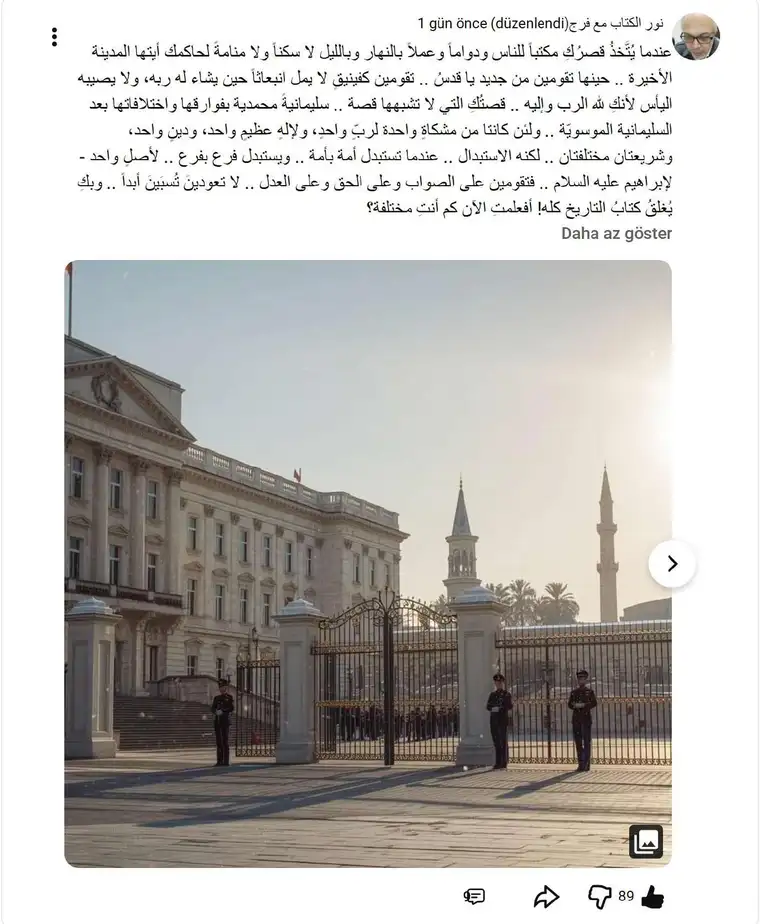 نور الكتاب مع فرج(düzenlendi) 1 gün önce
عندما يُتَّخذُ قصرُكِ مكتباً للناس ودواماً وعملاً بالنهار وبالليل لا سكناً ولا منامةً لحاكمك أيتها المدينة
الأخيرة .. حينها تقومين من جديد يا قدسُ .. تقومين كفينيقٍ لا يمل انبعاثاً حين يشاء له ربه، ولا يصيبه
اليأس لأنكِ لله الرب وإليه .. قصتُكِ التي لا تشبهها قصة .. سليمانيةً محمدية بفوارقها واختلافاتها بعد
السليمانية الموسويّة .. ولئن كانتا من مشكاةٍ واحدة لربٍّ واحدٍ، ولإلهٍ عظيمٍ واحد، ودينٍ واحد،
وشريعتان مختلفتان .. لكنه الاستبدال .. عندما تستبدل أمة بأمة .. ويستبدل فرع بفرع .. لأصلٍ واحد -
لإبراهيم عليه السلام .. فتقومين على الصواب وعلى الحق وعلى العدل .. لا تعودينَ تُسبَينَ أبداً .. وبكِ
يُغلقُ كتابُ التاريخ كله! أفعلمتِ الآن كم أنتِ مختلفة؟
Daha az göster
89